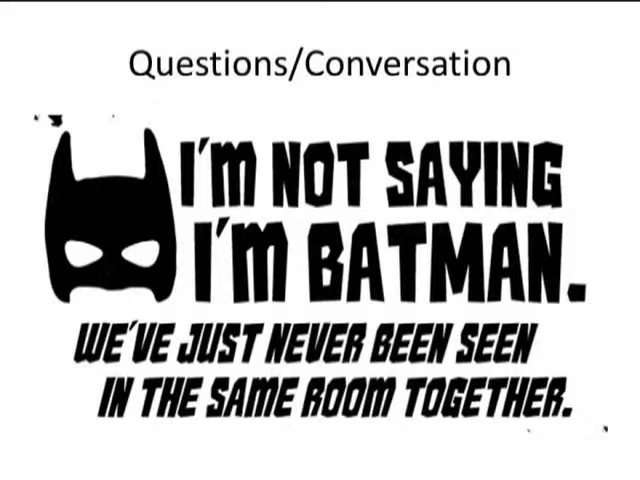 Questions/Conversation
I'M NOT SAYING
I'M BATMAN.
WE'VE JUST NEVER BEEN SEEN
IN THE SAME ROOM TOGETHER.